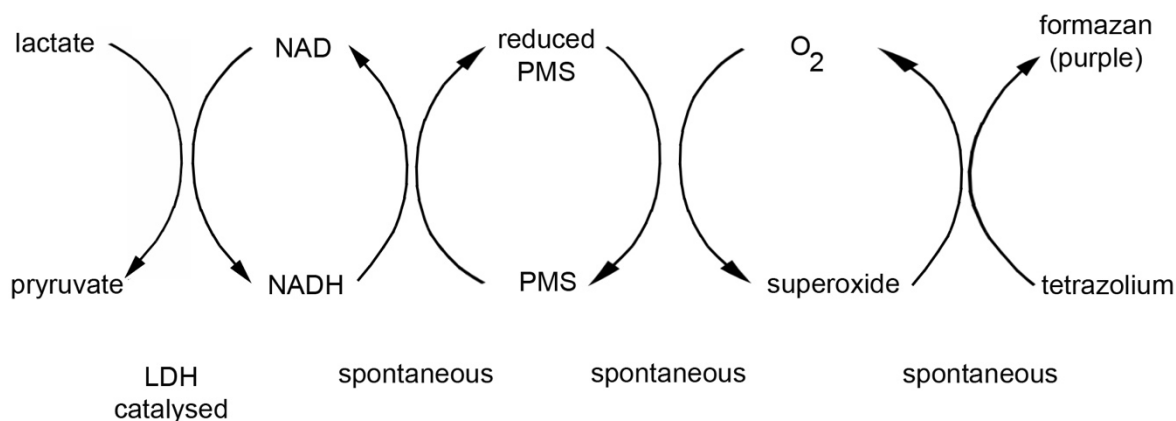 lactate
NAD
reduced
PMS
O2
formazan
(purple)
pryruvate
NADH
PMS
superoxide
tetrazolium
LDH
catalysed
spontaneous
spontaneous
spontaneous